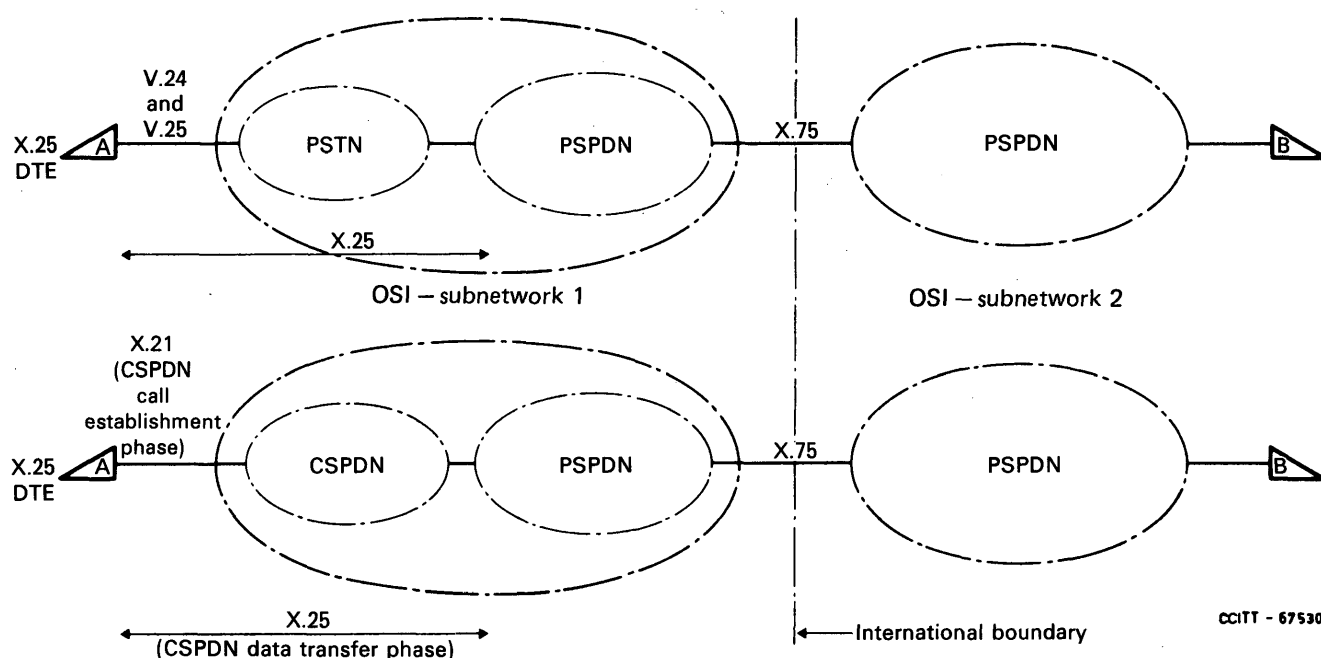 V.24
and
V.25
X.25
DTE
A
PSTN
PSPDN
X.75
PSPDN
B
X.25
OSI – subnetwork 1
OSI – subnetwork 2
X.21
(CSPDN
call
establishment
phase)
X.25
DTE
A
CSPDN
PSPDN
X.75
PSPDN
B
X.25
(CSPDN data transfer phase)
International boundary
CCITT - 67530